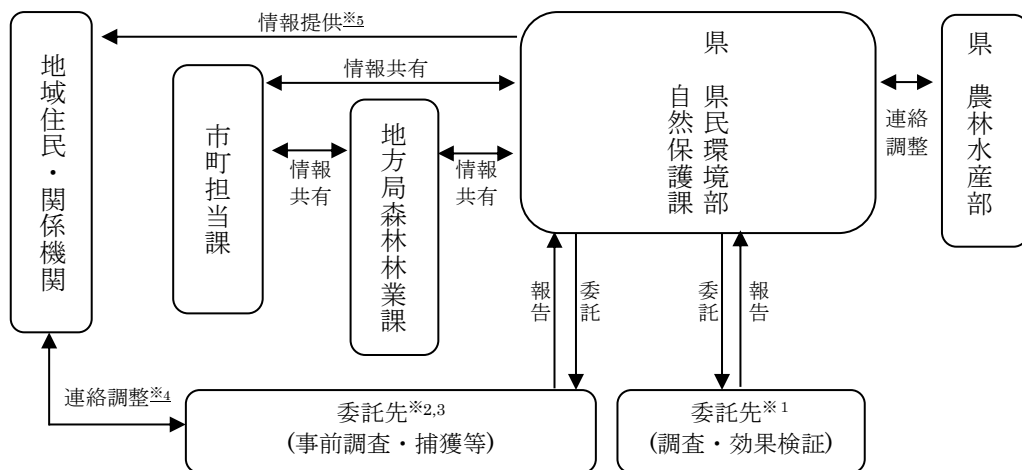 情報提供※5
地域住民・関係機関
情報共有
市町担当課
情報
共有
地方局森林林業課
情報
共有
県 県民環境部
自然保護課
連絡
調整
県 農林水産部
報告
委託
委託
報告
連絡調整※4
委託先※2,3
(事前調査・捕獲等)
委託先※1
(調査・効果検証)